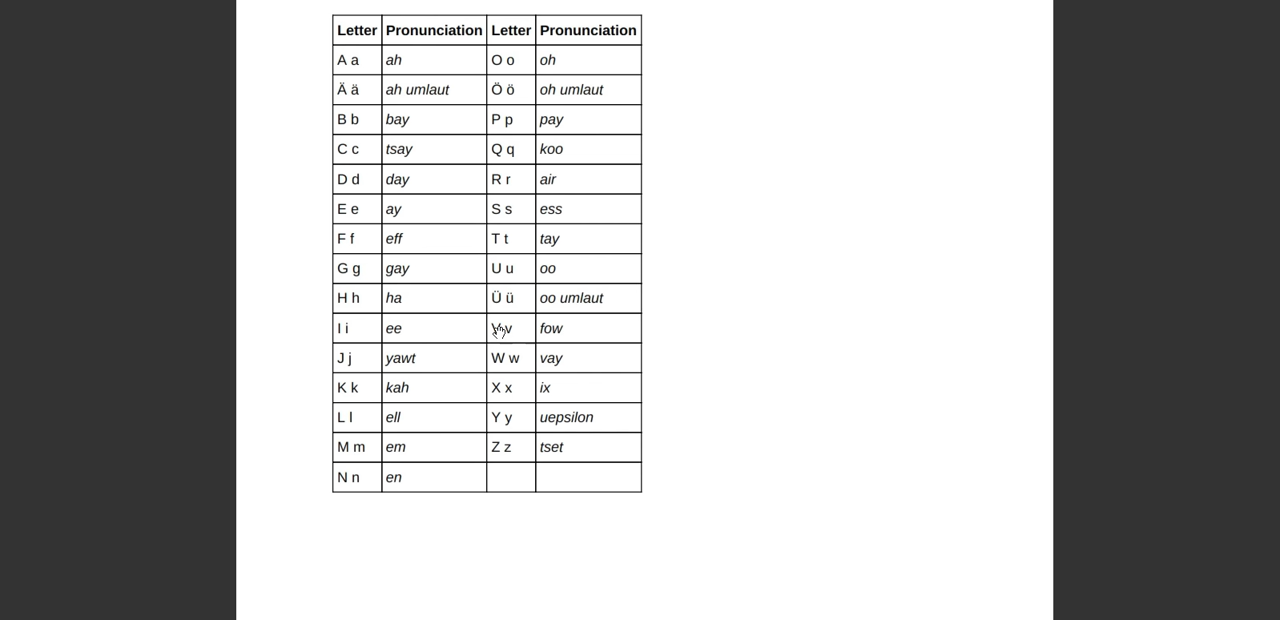 Letter Pronunciation Letter Pronunciation
A a ah O o oh
Ä ä ah umlaut Ö ö oh umlaut
B b bay P p pay
C c tsay Q q koo
D d day R r air
E e ay S s ess
F f eff T t tay
G g gay U u oo
H h ha Ü ü oo umlaut
I i ee V v fow
J j yawt W w vay
K k kah X x ix
L l ell Y y uepsilon
M m em Z z tset
N n en